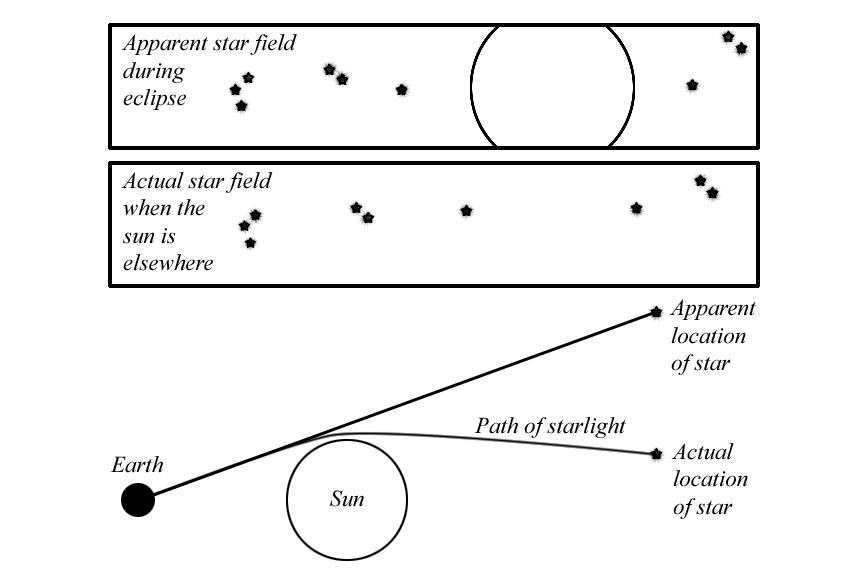 Apparent star field
during
eclipse
Actual star field
when the
sun is
elsewhere
Apparent
location
of star
Path of starlight
Actual
location
of star
Earth
Sun